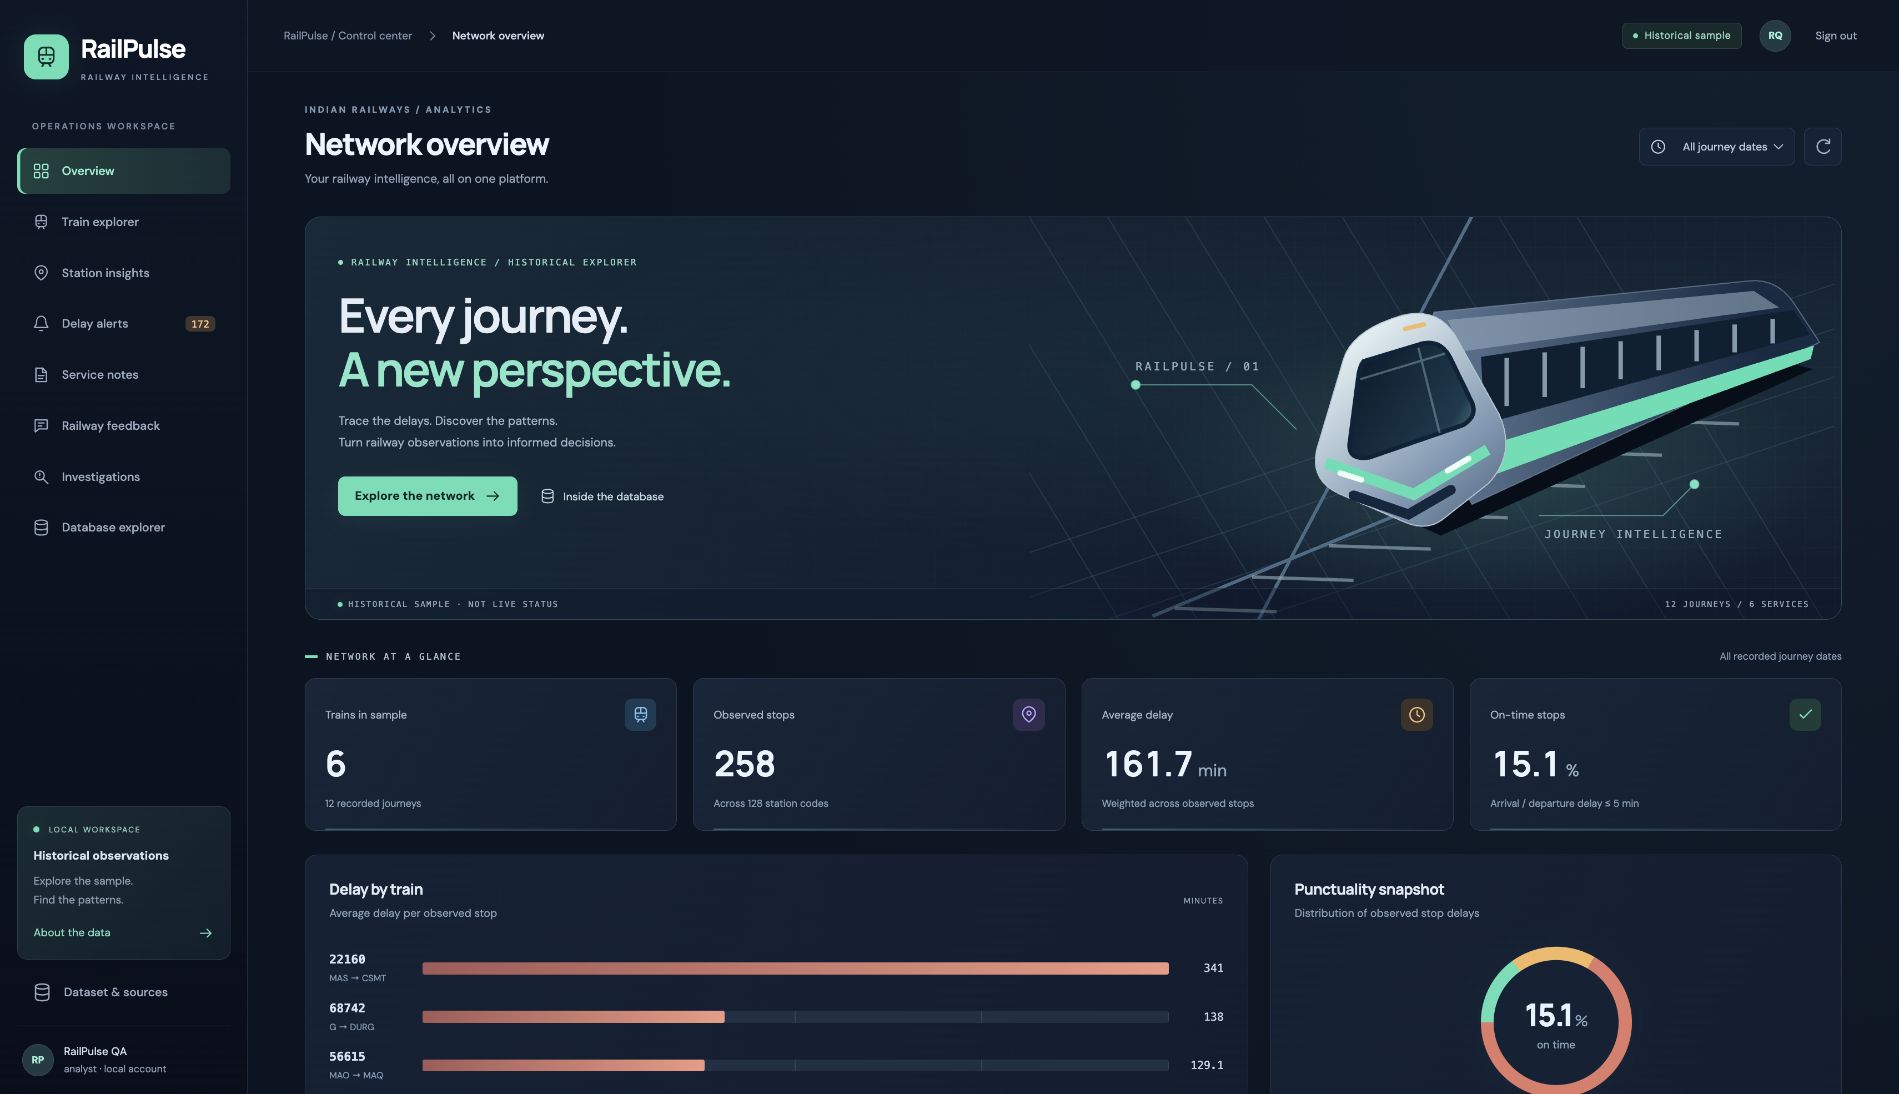 RailPulse
RAILWAY INTELLIGENCE
OPERATIONS WORKSPACE
Overview
Train explorer
Station insights
Delay alerts 172
Service notes
Railway feedback
Investigations
Database explorer
LOCAL WORKSPACE
Historical observations
Explore the sample.
Find the patterns.
About the data →
Dataset & sources
RP RailPulse QA
analyst · local account
RailPulse / Control center > Network overview
Historical sample RQ Sign out
INDIAN RAILWAYS / ANALYTICS
Network overview
Your railway intelligence, all on one platform.
All journey dates
RAILWAY INTELLIGENCE / HISTORICAL EXPLORER
Every journey.
A new perspective.
Trace the delays. Discover the patterns.
Turn railway observations into informed decisions.
Explore the network →
Inside the database
RAILPULSE / 01
JOURNEY INTELLIGENCE
HISTORICAL SAMPLE · NOT LIVE STATUS
12 JOURNEYS / 6 SERVICES
NETWORK AT A GLANCE
All recorded journey dates
Trains in sample
6
12 recorded journeys
Observed stops
258
Across 128 station codes
Average delay
161.7 min
Weighted across observed stops
On-time stops
15.1 %
Arrival / departure delay ≤ 5 min
Delay by train
Average delay per observed stop
MINUTES
22160
MAS → CSMT
341
68742
G → DURG
138
56615
MAO → MAQ
129.1
Punctuality snapshot
Distribution of observed stop delays
15.1%
on time